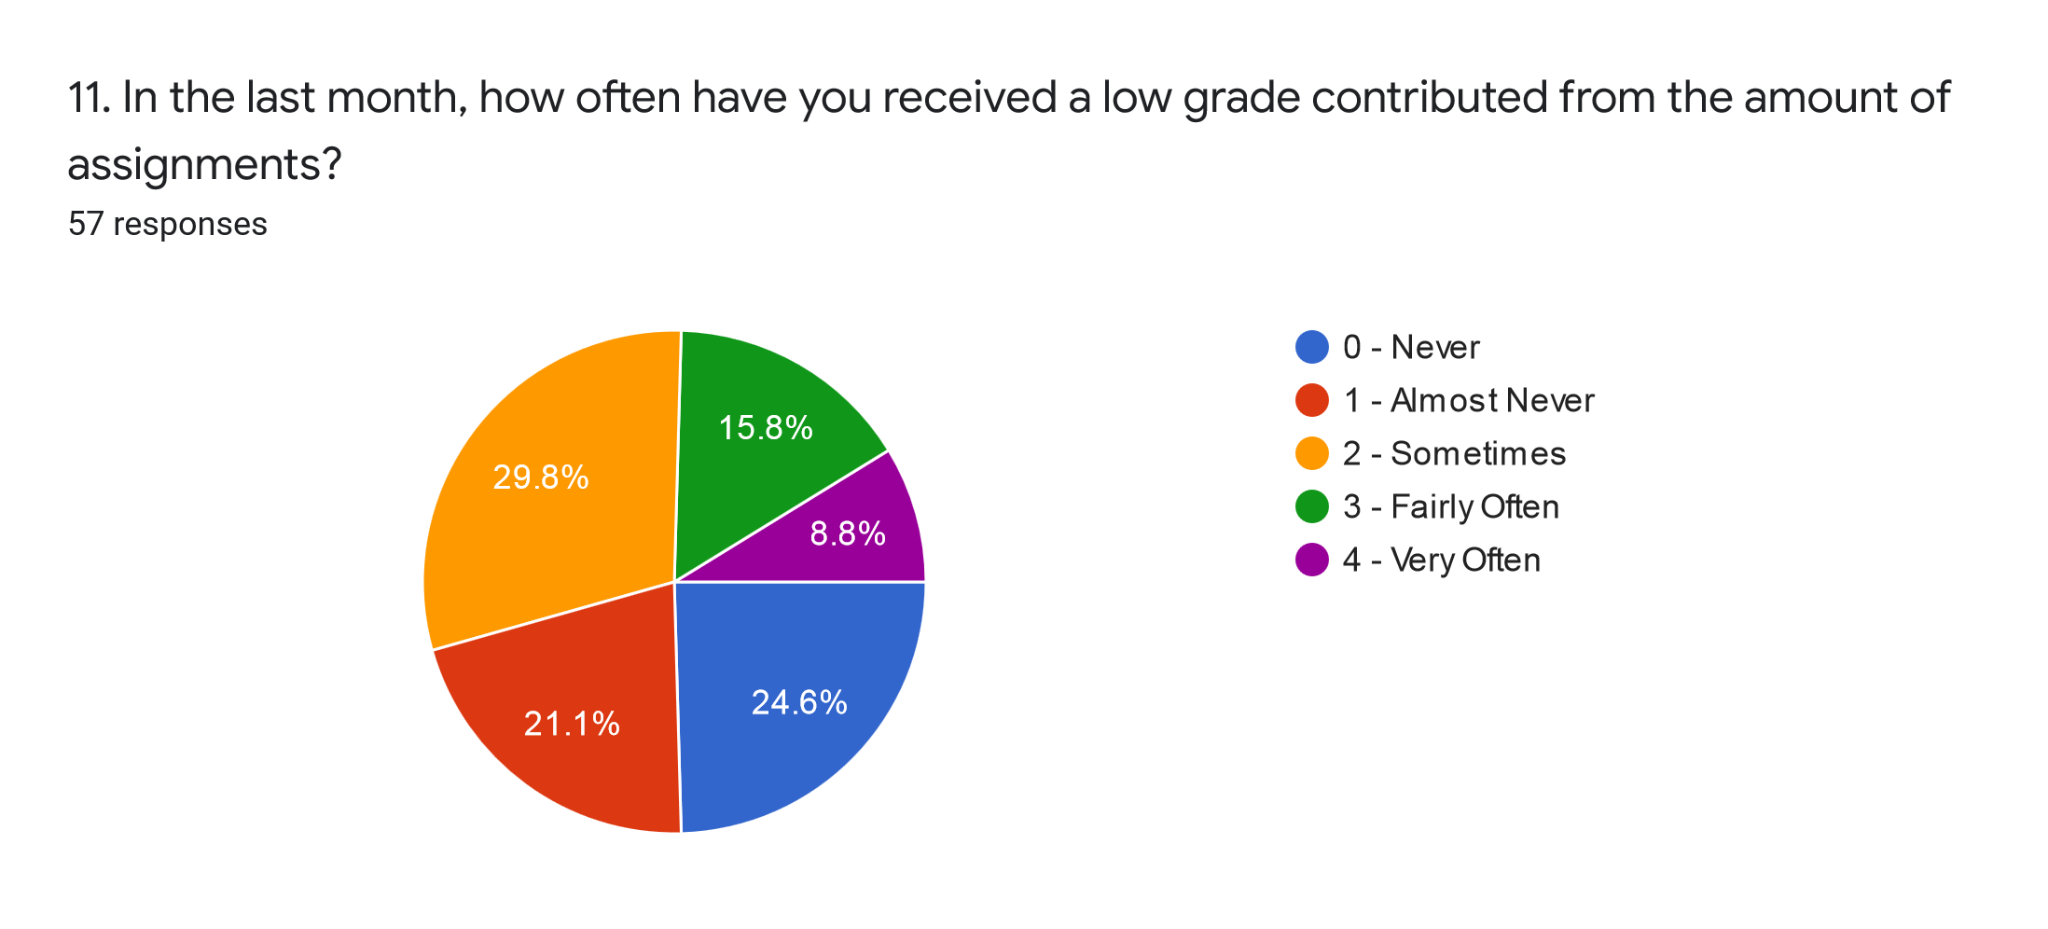 11. In the last month, how often have you received a low grade contributed from the amount of
assignments?
57 responses
15.8%
29.8%
8.8%
24.6%
21.1%
0 - Never
1 - Almost Never
2 - Sometimes
3 - Fairly Often
4 - Very Often